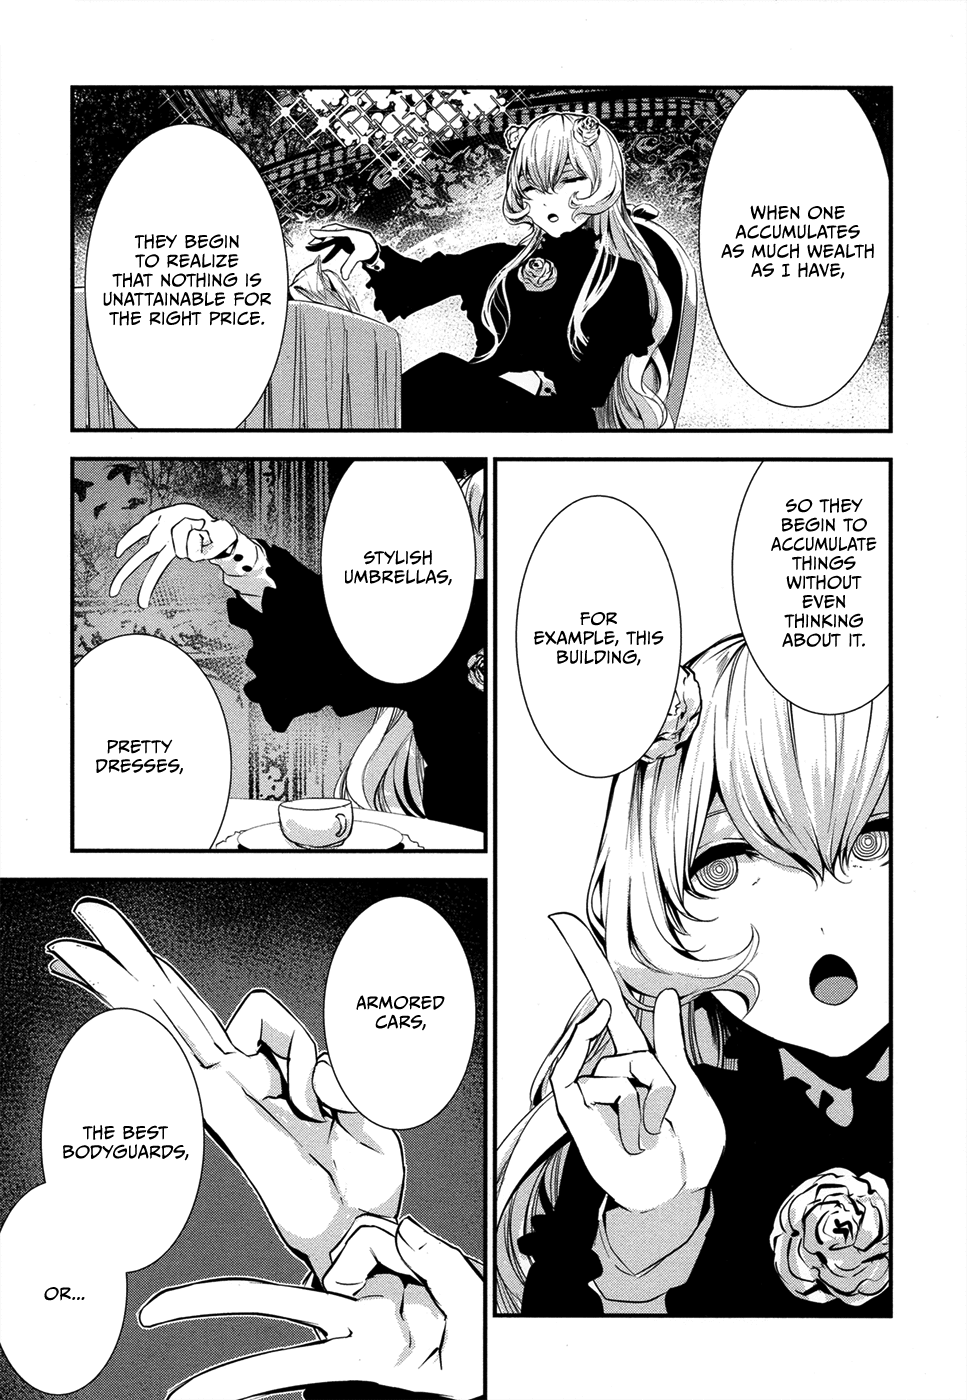 WHEN ONE
ACCUMULATES
AS MUCH WEALTH
AS I HAVE,
THEY BEGIN
TO REALIZE
THAT NOTHING IS
UNATTAINABLE FOR
THE RIGHT PRICE.
SO THEY
BEGIN TO
ACCUMULATE
THINGS
WITHOUT
EVEN
THINKING
ABOUT IT.
FOR
EXAMPLE, THIS
BUILDING,
STYLISH
UMBRELLAS,
PRETTY
DRESSES,
ARMORED
CARS,
THE BEST
BODYGUARDS,
OR...